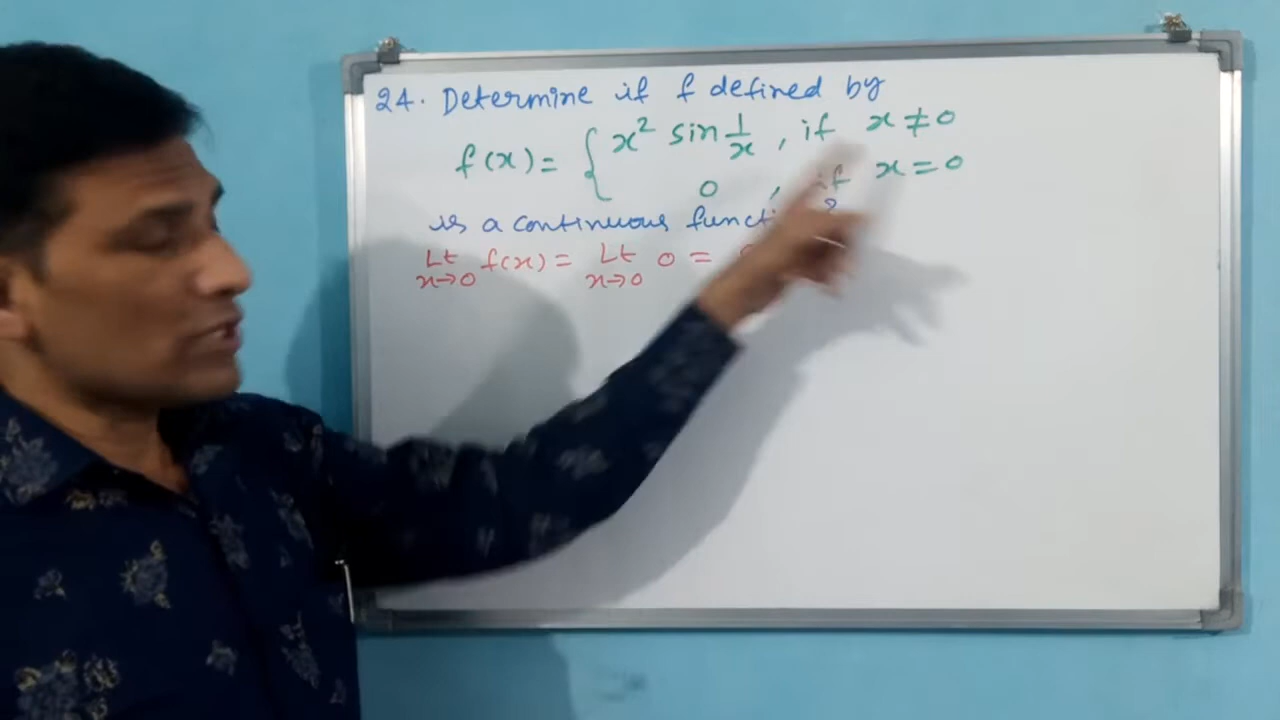 24. Determine if f defined by
f(x) = { x² sin 1/x , if x ≠ 0
0 , if x = 0
is a continuous
Lt x→0 f(x) = Lt x→0 0 =